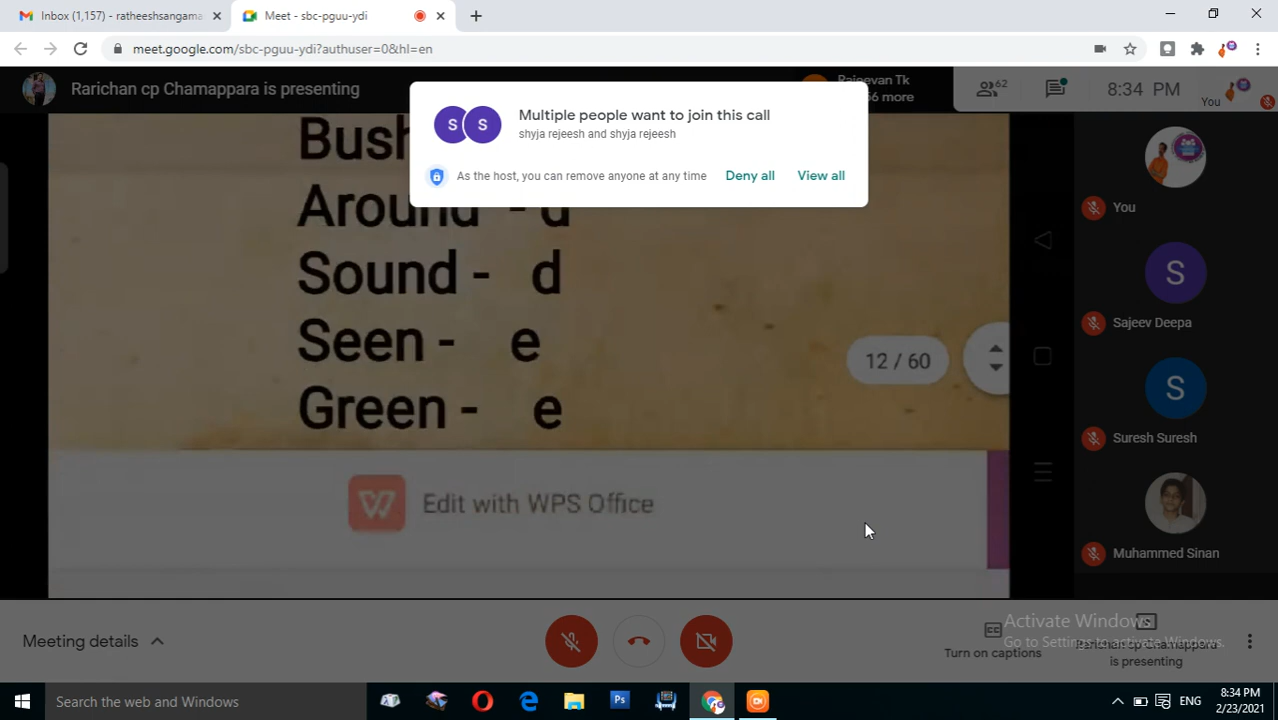 Inbox (1,157) - ratheeshsangama
Meet - sbc-pguu-ydi
meet.google.com/sbc-pguu-ydi?authuser=0&hl=en
Rarichan cp Chamappara is presenting
Rajeevan Tk
56 more
62
8:34 PM
You
Multiple people want to join this call
shyja rejeesh and shyja rejeesh
S S
As the host, you can remove anyone at any time
Deny all
View all
Bush
Around - d
Sound - d
Seen - e
Green - e
12 / 60
Edit with WPS Office
You
S
Sajeev Deepa
S
Suresh Suresh
Muhammed Sinan
Meeting details
CC
Turn on captions
Rarichan cp Chamappara
is presenting
Activate Windows
Go to Settings to activate Windows.
Search the web and Windows
Ps
ENG
8:34 PM
2/23/2021